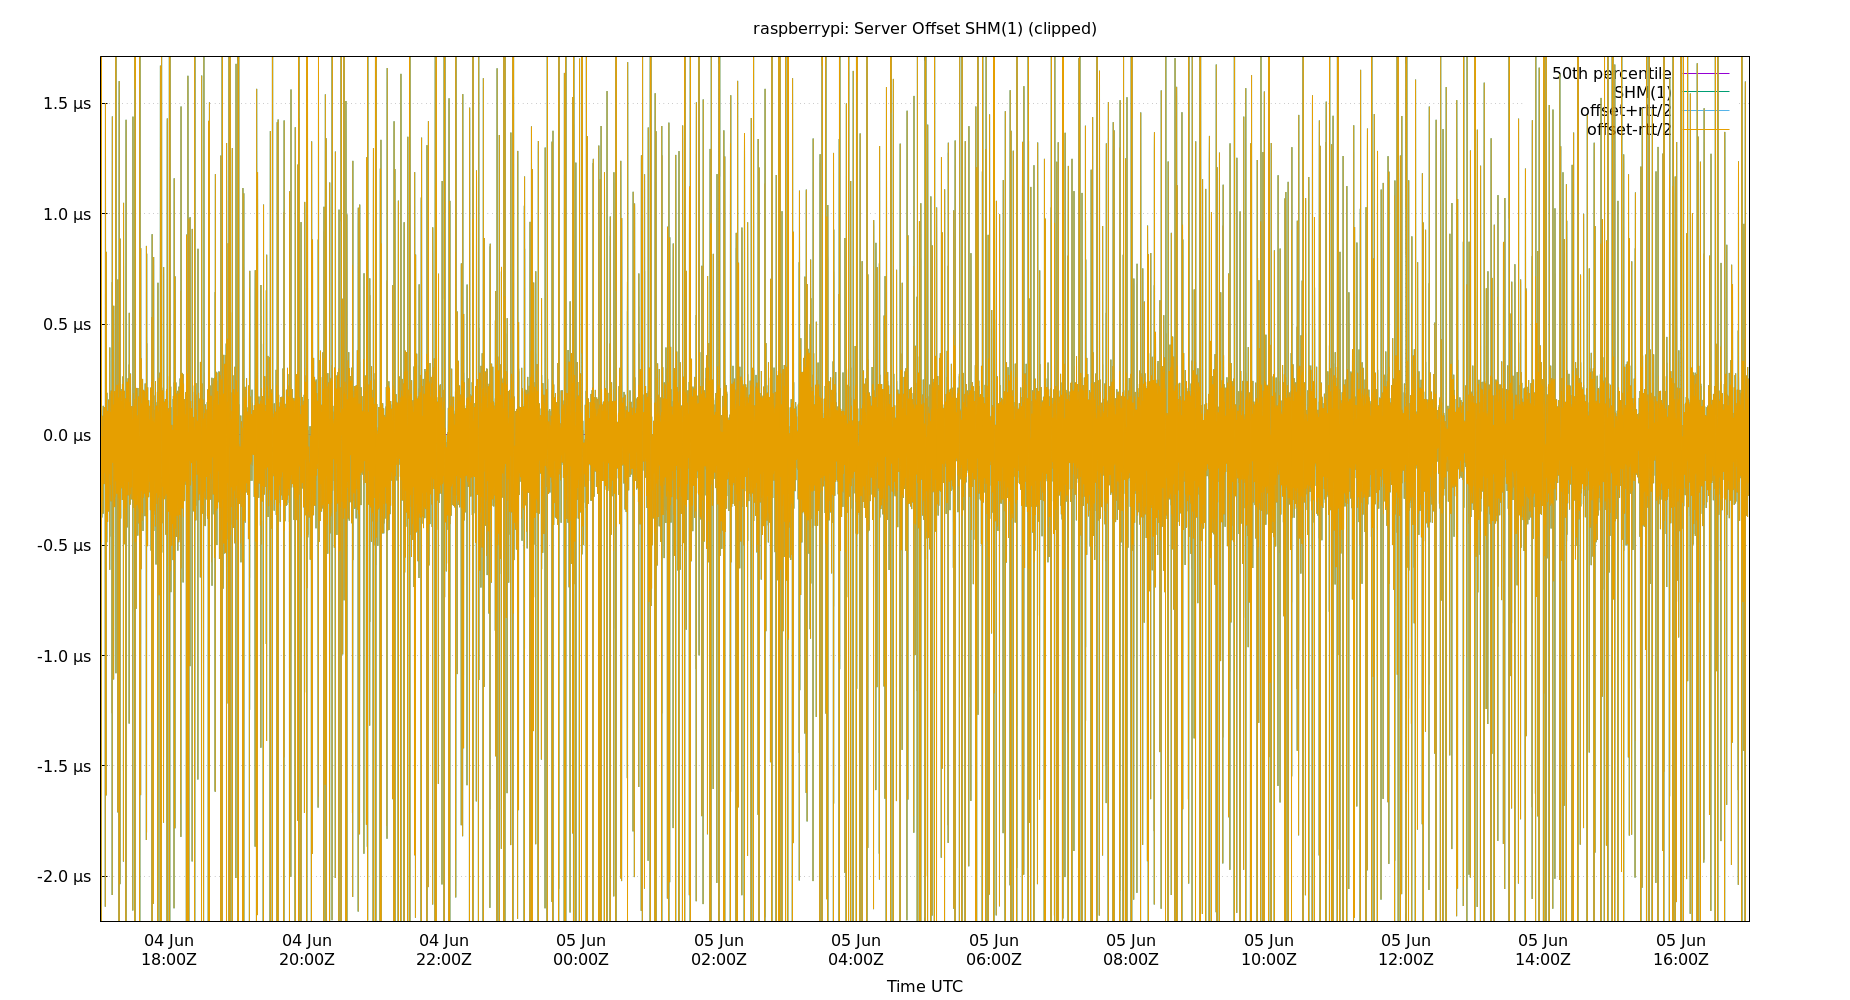 raspberrypi: Server Offset SHM(1) (clipped)
50th percentile
SHM(1)
offset+rtt/2
offset-rtt/2
1.5 µs
1.0 µs
0.5 µs
0.0 µs
-0.5 µs
-1.0 µs
-1.5 µs
-2.0 µs
04 Jun 04 Jun 04 Jun 05 Jun 05 Jun 05 Jun 05 Jun 05 Jun 05 Jun 05 Jun 05 Jun 05 Jun
18:00Z 20:00Z 22:00Z 00:00Z 02:00Z 04:00Z 06:00Z 08:00Z 10:00Z 12:00Z 14:00Z 16:00Z
Time UTC